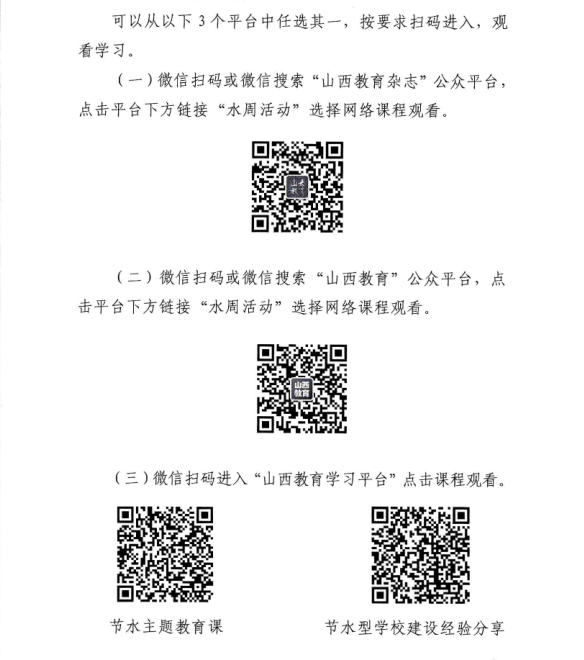 可以从以下 3 个平台中任选其一，按要求扫码进入，观
看学习。
（一）微信扫码或微信搜索“山西教育杂志”公众平台，
点击平台下方链接“水周活动”选择网络课程观看。
（二）微信扫码或微信搜索“山西教育”公众平台，点
击平台下方链接“水周活动”选择网络课程观看。
山西
教育
（三）微信扫码进入“山西教育学习平台”点击课程观看。
节水主题教育课
节水型学校建设经验分享